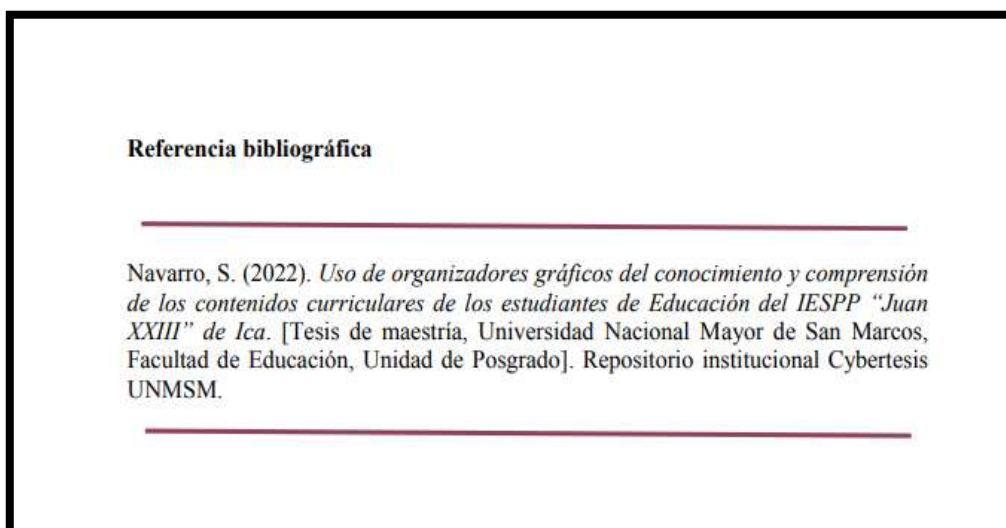 Referencia bibliográfica
Navarro, S. (2022). Uso de organizadores gráficos del conocimiento y comprensión
de los contenidos curriculares de los estudiantes de Educación del IESPP “Juan
XXIII” de Ica. [Tesis de maestría, Universidad Nacional Mayor de San Marcos,
Facultad de Educación, Unidad de Posgrado]. Repositorio institucional Cybertesis
UNMSM.